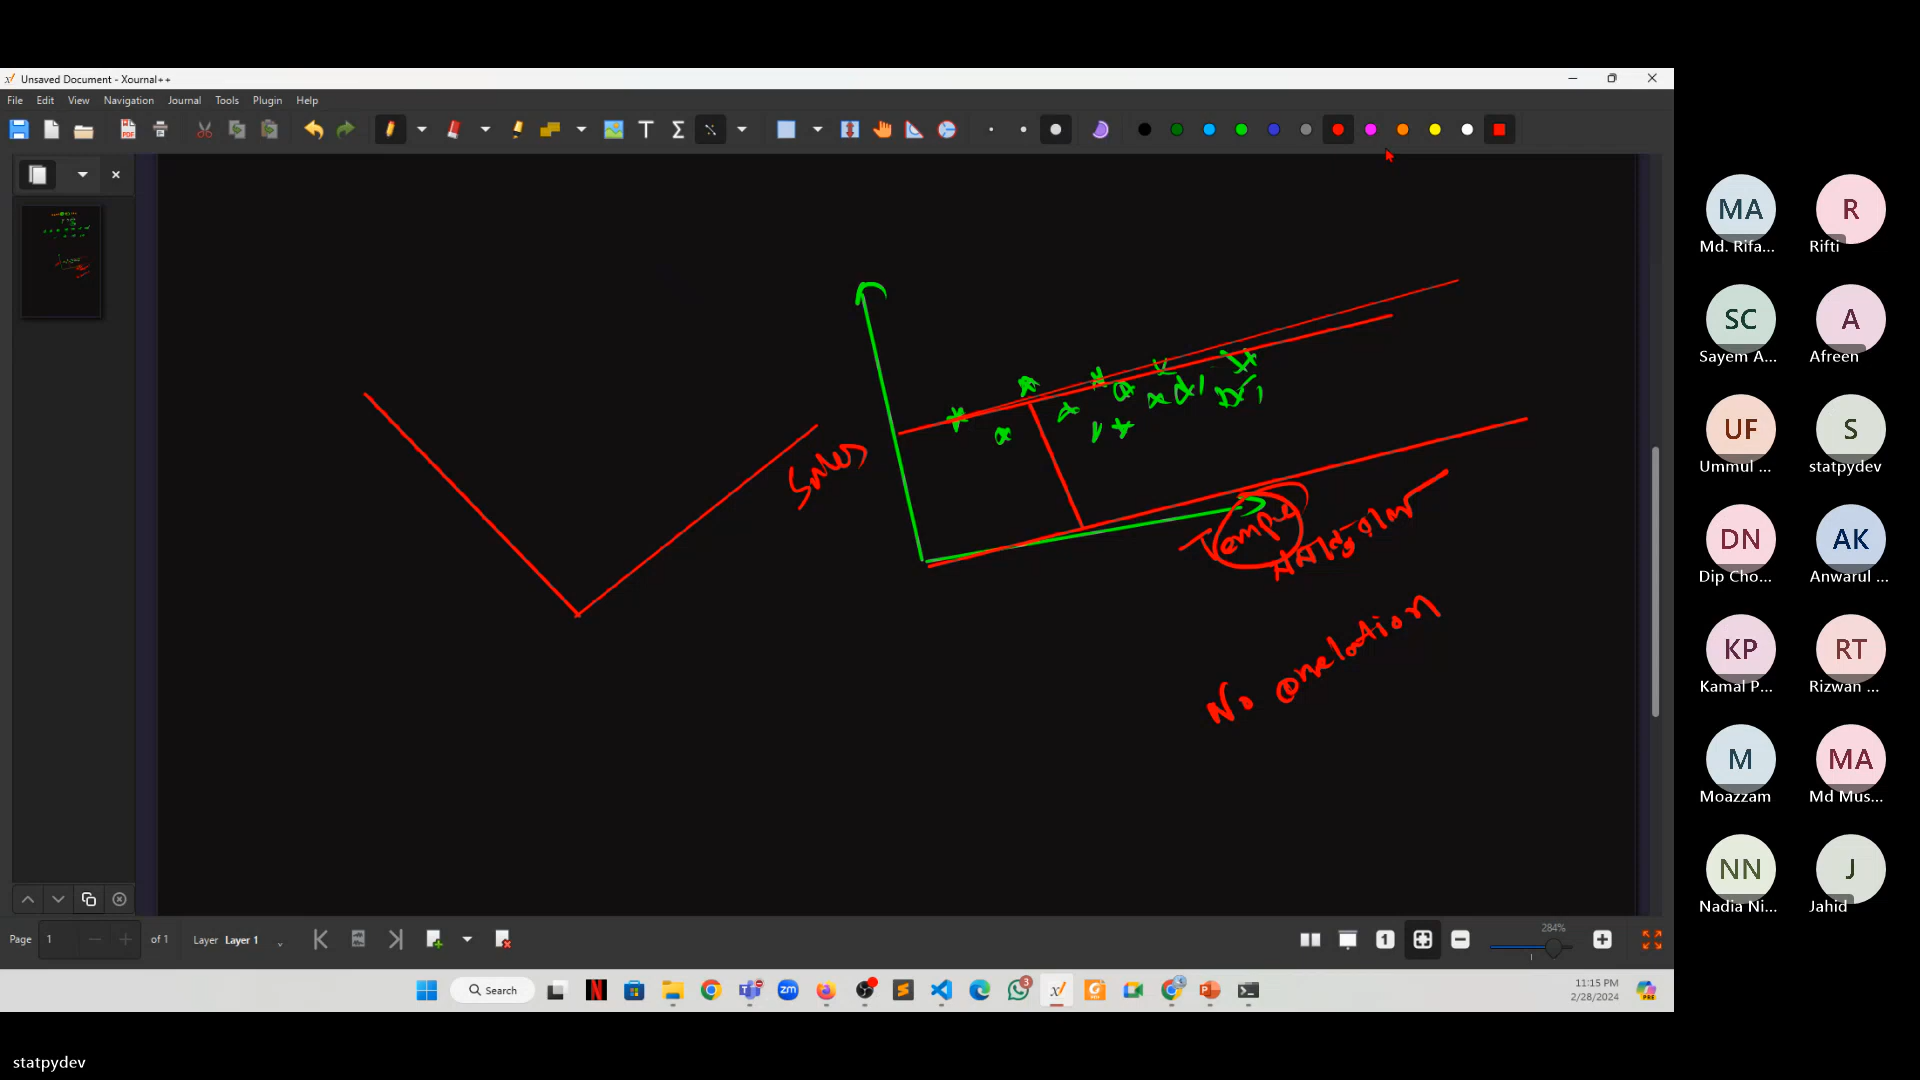 Unsaved Document - Xournal++
File Edit View Navigation Journal Tools Plugin Help
MA R
Md. Rifa... Rifti
SC A
Sayem A... Afreen
UF S
Ummul ... statpydev
DN AK
Dip Cho... Anwarul ...
KP RT
Kamal P... Rizwan ...
M MA
Moazzam Md Mus...
NN J
Nadia Ni... Jahid
Sales
Temp
No correlation
Page 1 of 1 Layer Layer 1 1 284%
Search 3 11:15 PM
2/28/2024
statpydev